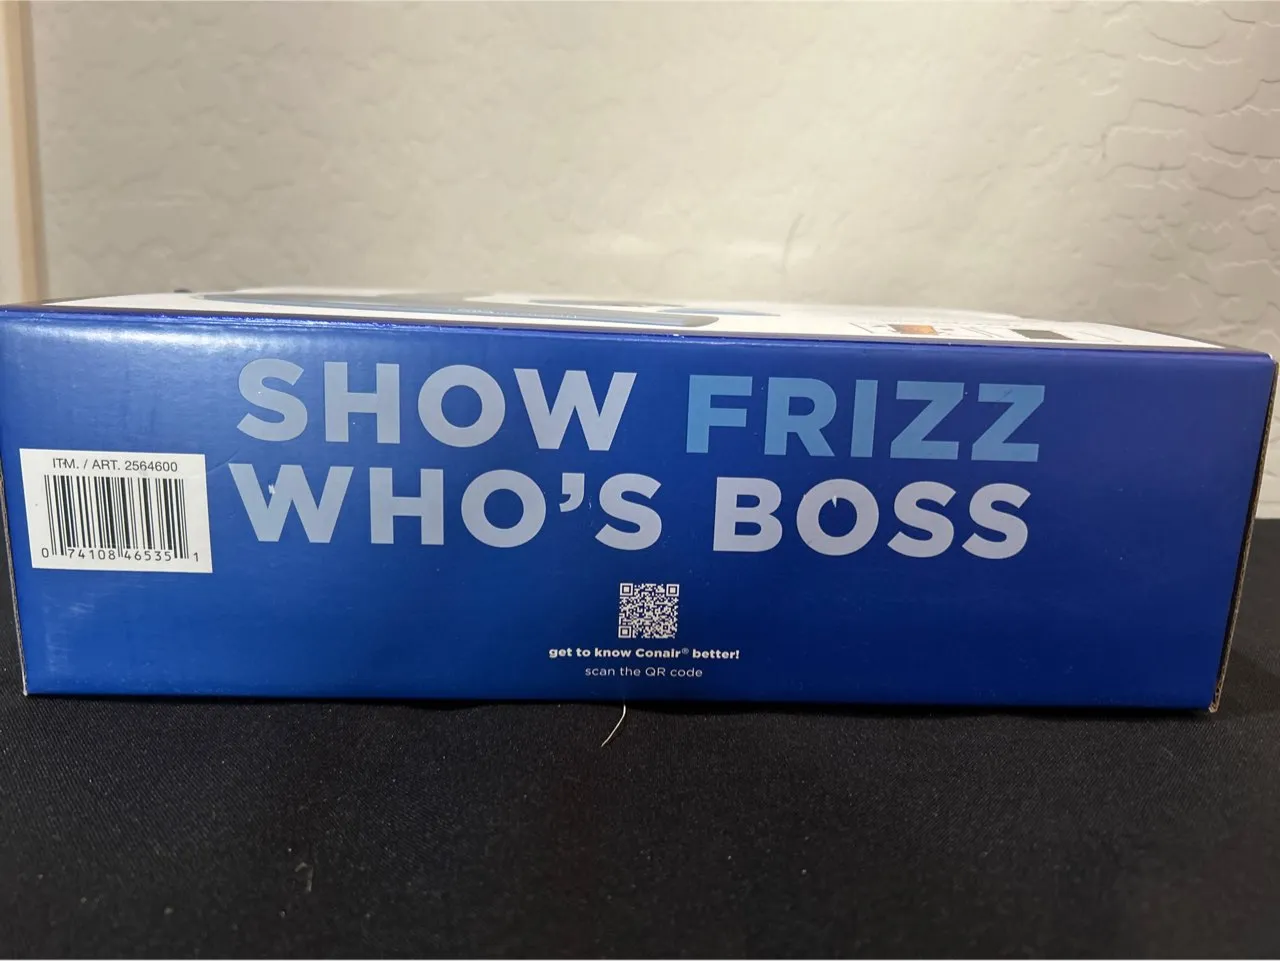 SHOW FRIZZ
WHO'S BOSS
ITM. / ART. 2564600
0 74108 46535 1
get to know Conair® better!
scan the QR code